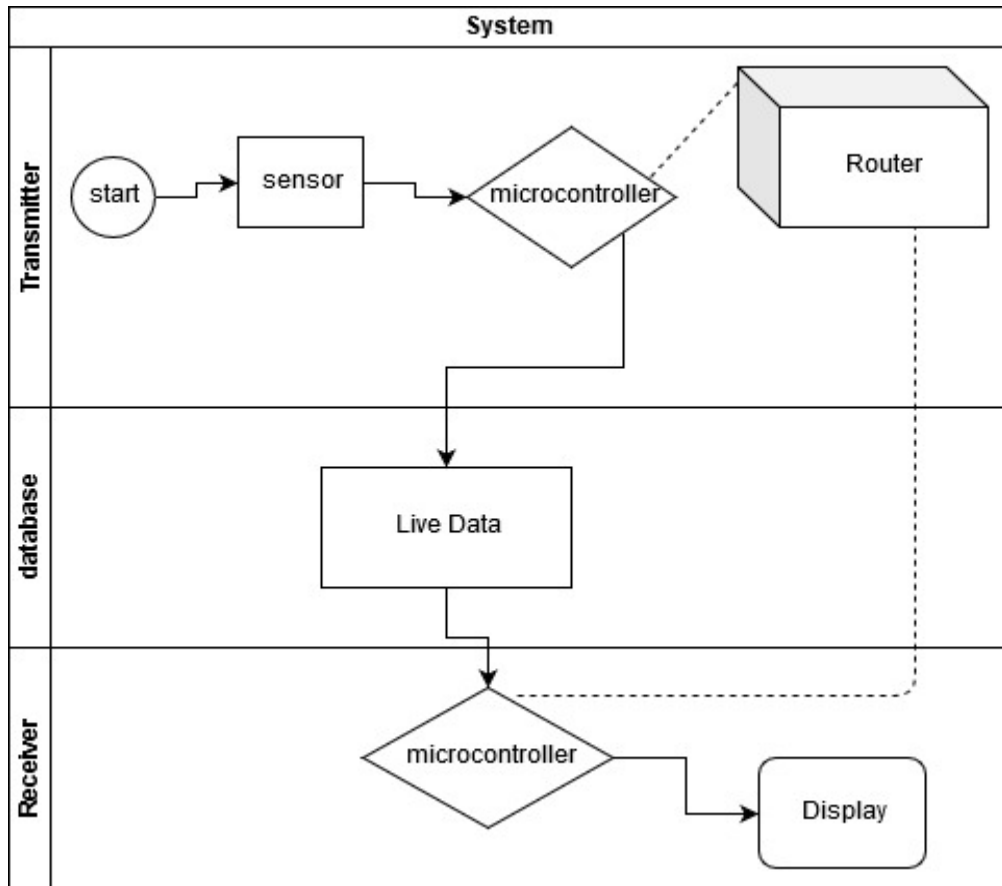 System
Transmitter
start
sensor
microcontroller
Router
database
Live Data
Receiver
microcontroller
Display